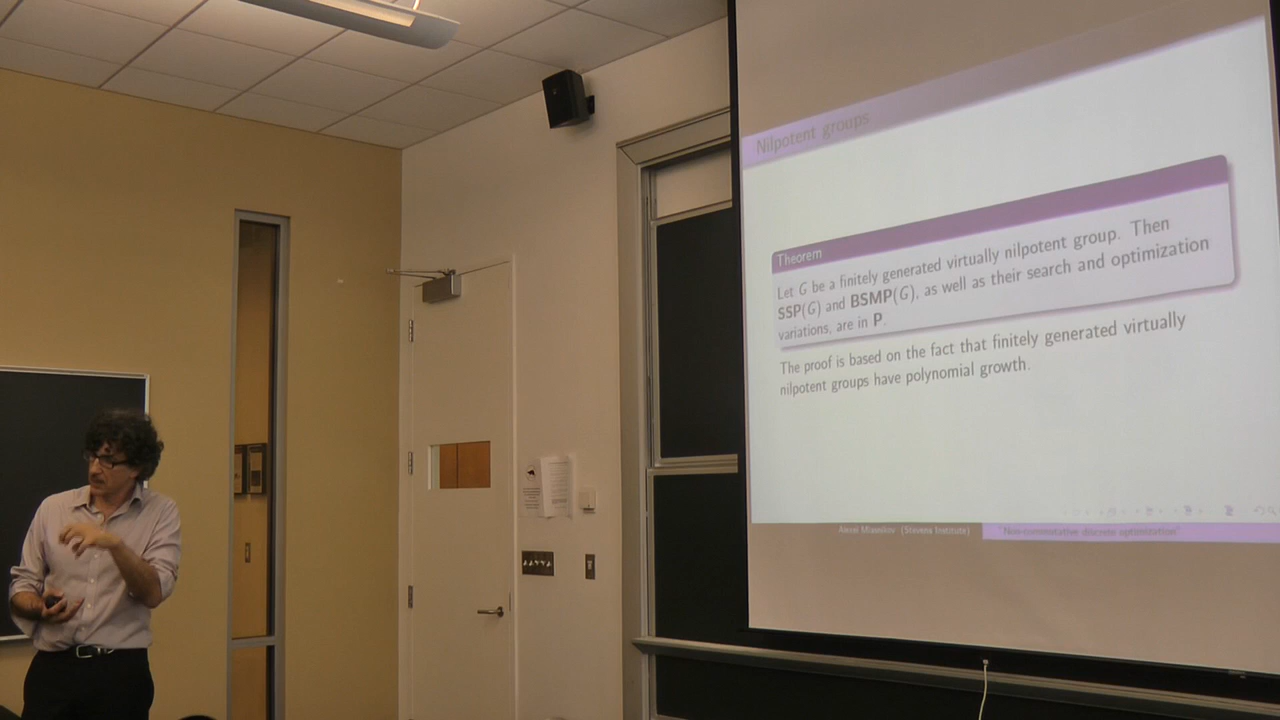 Nilpotent groups
Theorem
Let G be a finitely generated virtually nilpotent group. Then
SSP(G) and BSMP(G), as well as their search and optimization
variations, are in P.
The proof is based on the fact that finitely generated virtually
nilpotent groups have polynomial growth.
Alexei Miasnikov (Stevens Institute)
"Non-commutative discrete optimization"